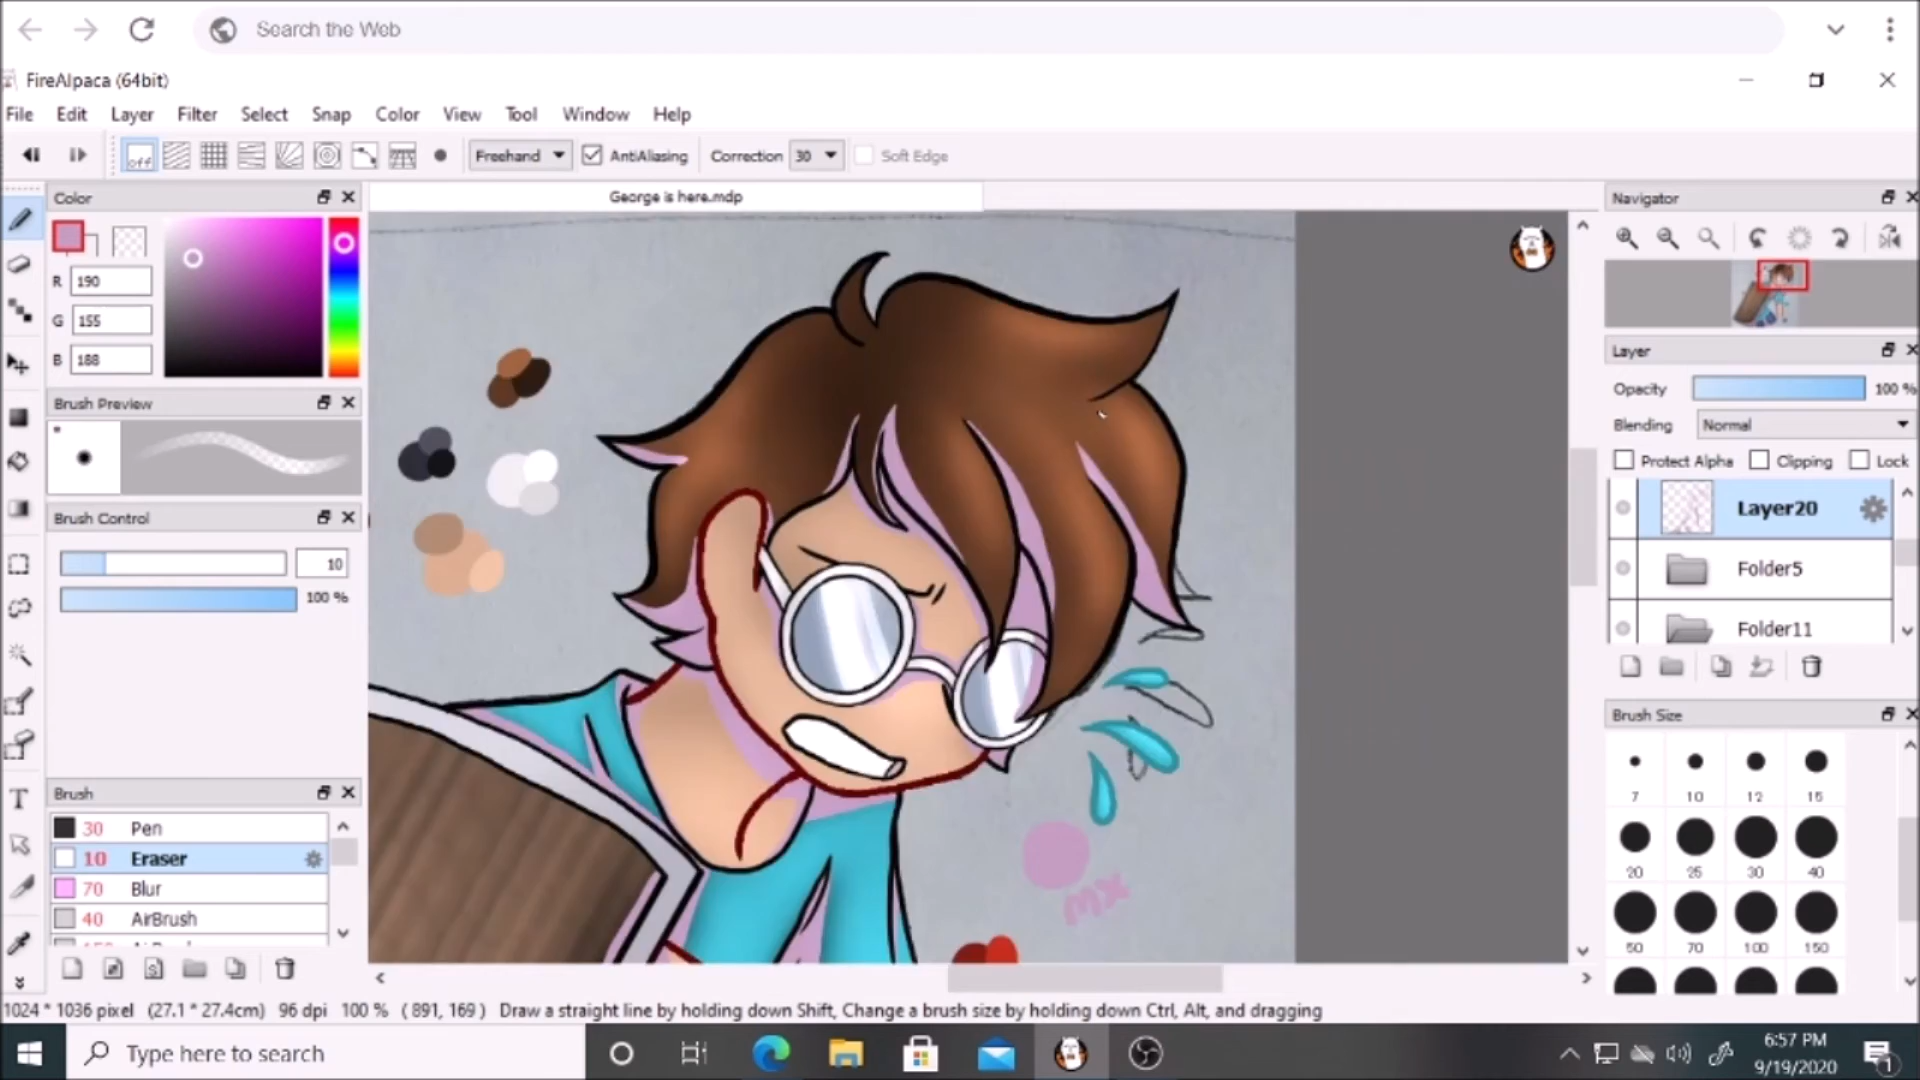 Search the Web
FireAlpaca (64bit)
File Edit Layer Filter Select Snap Color View Tool Window Help
off Freehand AntiAliasing Correction 30 Soft Edge
Color
George is here.mdp
Navigator
R 190
G 155
B 188
Layer
Opacity 100 %
Blending Normal
Protect Alpha Clipping Lock
Brush Preview
Layer20
Folder5
Folder11
Brush Control
10
100 %
Brush Size
7 10 12 15
20 25 30 40
50 70 100 150
Brush
30 Pen
10 Eraser
70 Blur
40 AirBrush
mx
T
1024 * 1036 pixel (27.1 * 27.4cm) 96 dpi 100 % ( 891, 169 ) Draw a straight line by holding down Shift, Change a brush size by holding down Ctrl, Alt, and dragging
Type here to search
6:57 PM
9/19/2020
1